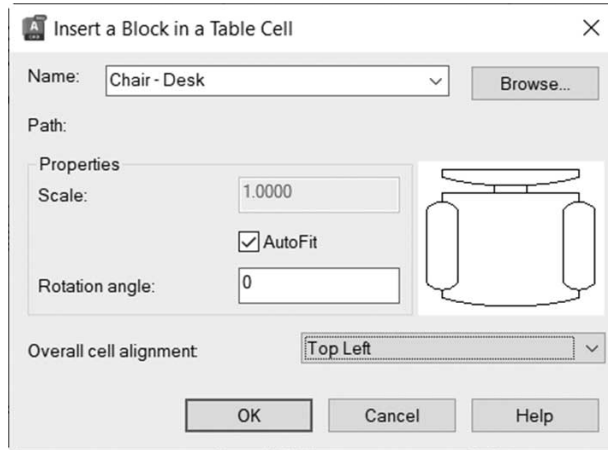 Insert a Block in a Table Cell
Name: Chair - Desk Browse...
Path:
Properties
Scale: 1.0000
AutoFit
Rotation angle: 0
Overall cell alignment: Top Left
OK Cancel Help